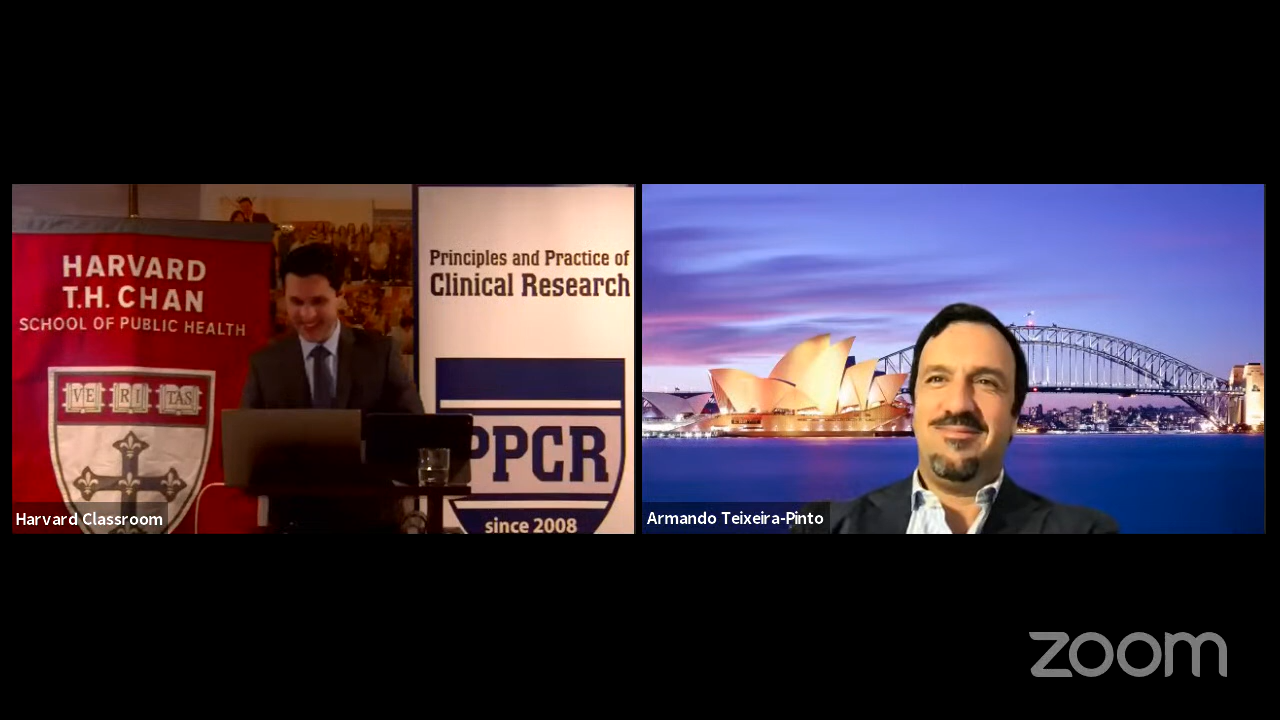 HARVARD
T.H. CHAN
SCHOOL OF PUBLIC HEALTH
VE RI TAS
Harvard Classroom
Principles and Practice of
Clinical Research
PPCR
since 2008
Armando Teixeira-Pinto
zoom